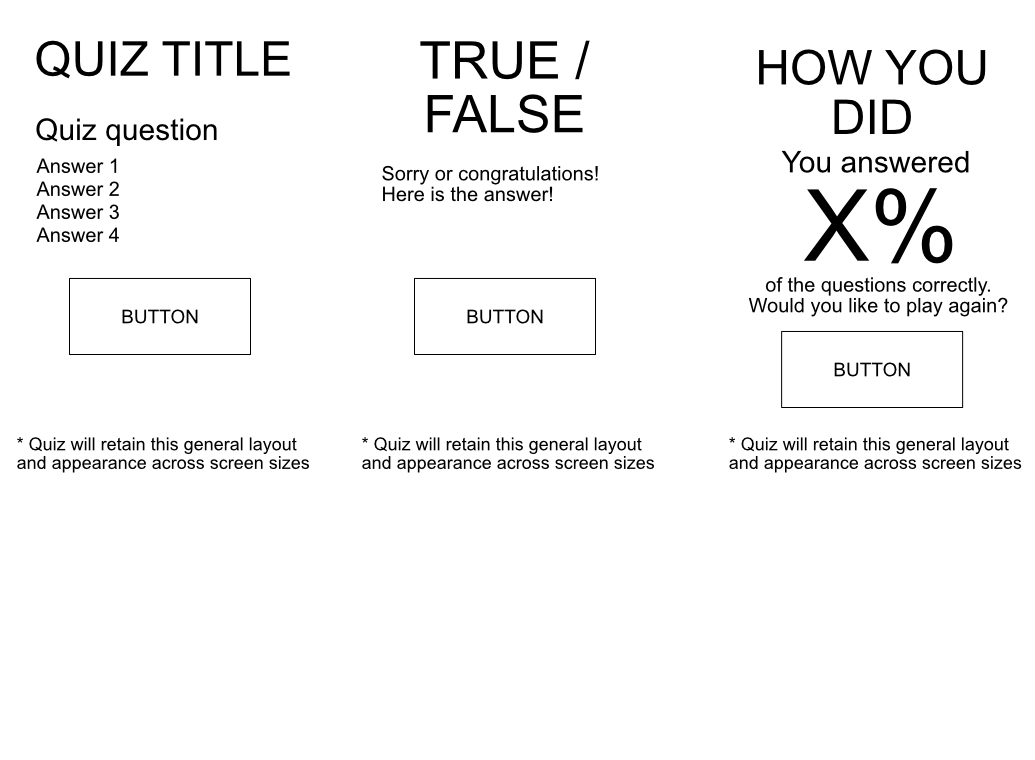 QUIZ TITLE
Quiz question
Answer 1
Answer 2
Answer 3
Answer 4
BUTTON
* Quiz will retain this general layout
and appearance across screen sizes
TRUE /
FALSE
Sorry or congratulations!
Here is the answer!
BUTTON
* Quiz will retain this general layout
and appearance across screen sizes
HOW YOU
DID
You answered
X%
of the questions correctly.
Would you like to play again?
BUTTON
* Quiz will retain this general layout
and appearance across screen sizes